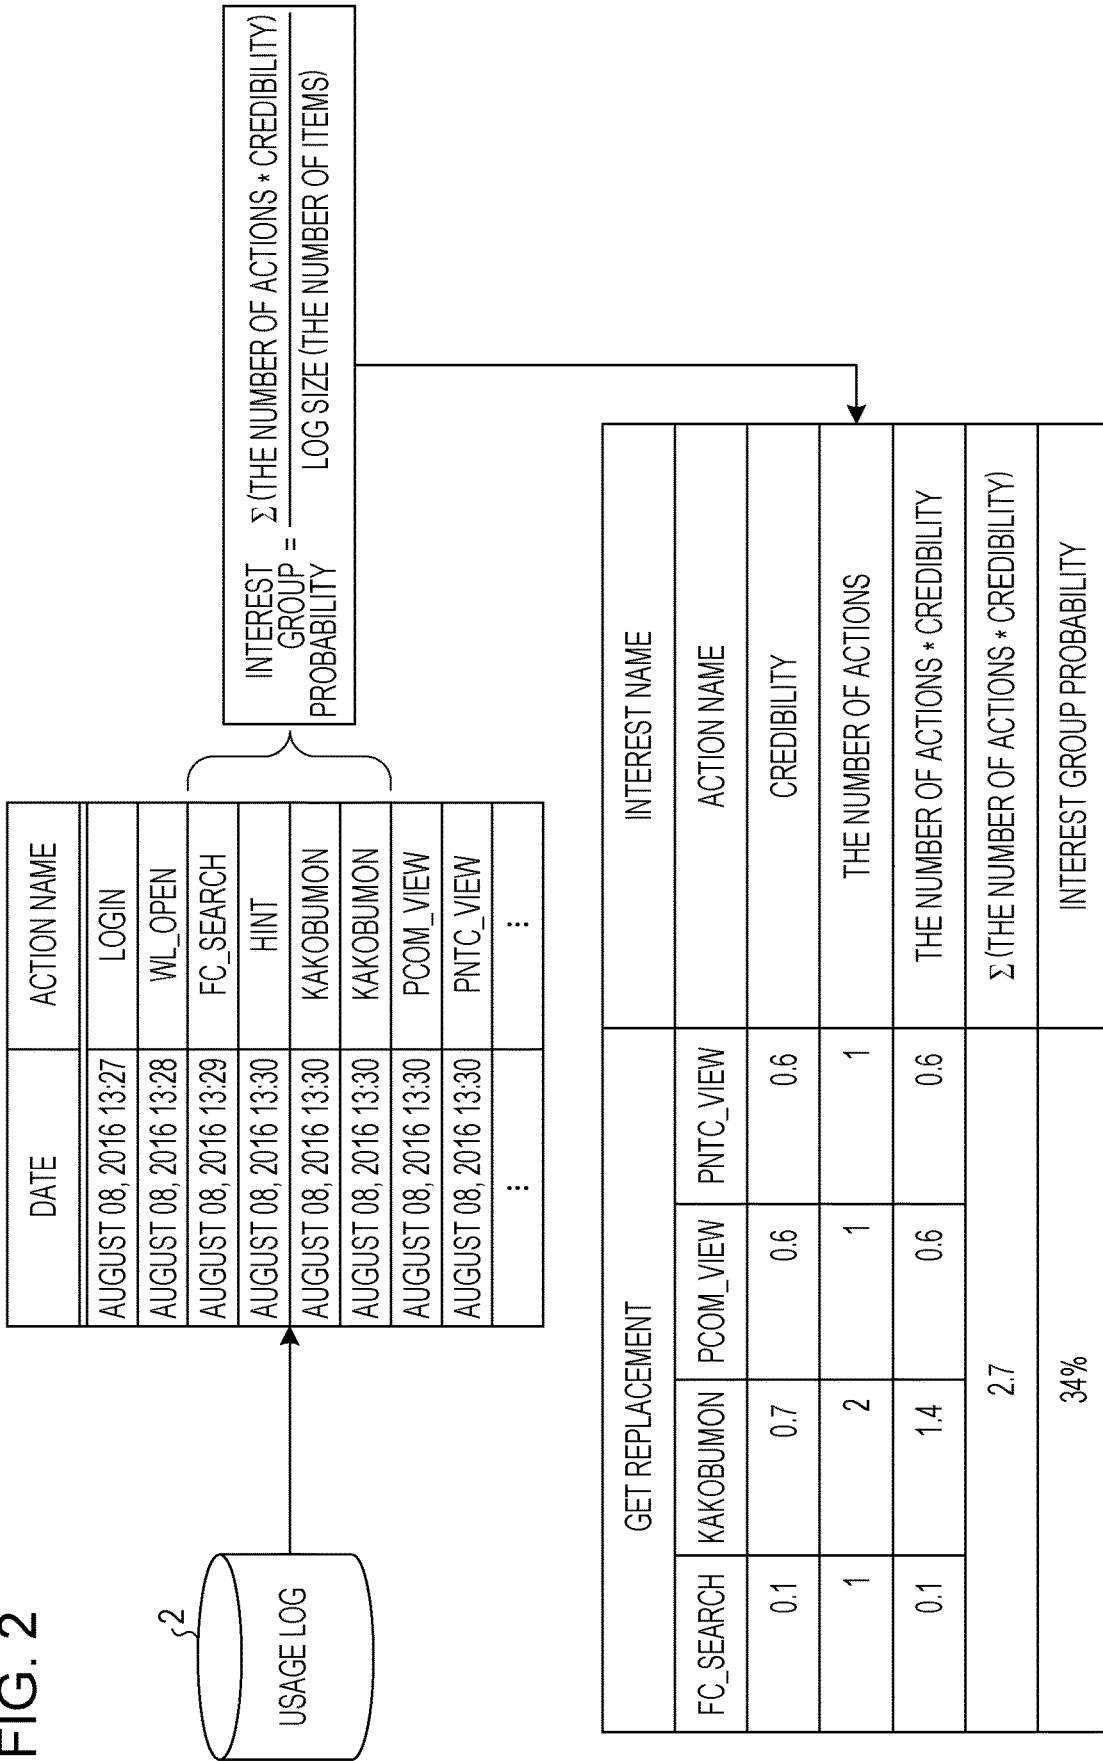 FIG. 2
2
USAGE LOG
DATE ACTION NAME
AUGUST 08, 2016 13:27 LOGIN
AUGUST 08, 2016 13:28 WL_OPEN
AUGUST 08, 2016 13:29 FC_SEARCH
AUGUST 08, 2016 13:30 HINT
AUGUST 08, 2016 13:30 KAKOBUMON
AUGUST 08, 2016 13:30 KAKOBUMON
AUGUST 08, 2016 13:30 PCOM_VIEW
AUGUST 08, 2016 13:30 PNTC_VIEW
⋮ ⋮
INTEREST
GROUP =
PROBABILITY
Σ (THE NUMBER OF ACTIONS * CREDIBILITY)
LOG SIZE (THE NUMBER OF ITEMS)
GET REPLACEMENT INTEREST NAME
FC_SEARCH KAKOBUMON PCOM_VIEW PNTC_VIEW ACTION NAME
0.1 0.7 0.6 0.6 CREDIBILITY
1 2 1 1 THE NUMBER OF ACTIONS
0.1 1.4 0.6 0.6 THE NUMBER OF ACTIONS * CREDIBILITY
2.7 Σ (THE NUMBER OF ACTIONS * CREDIBILITY)
34% INTEREST GROUP PROBABILITY